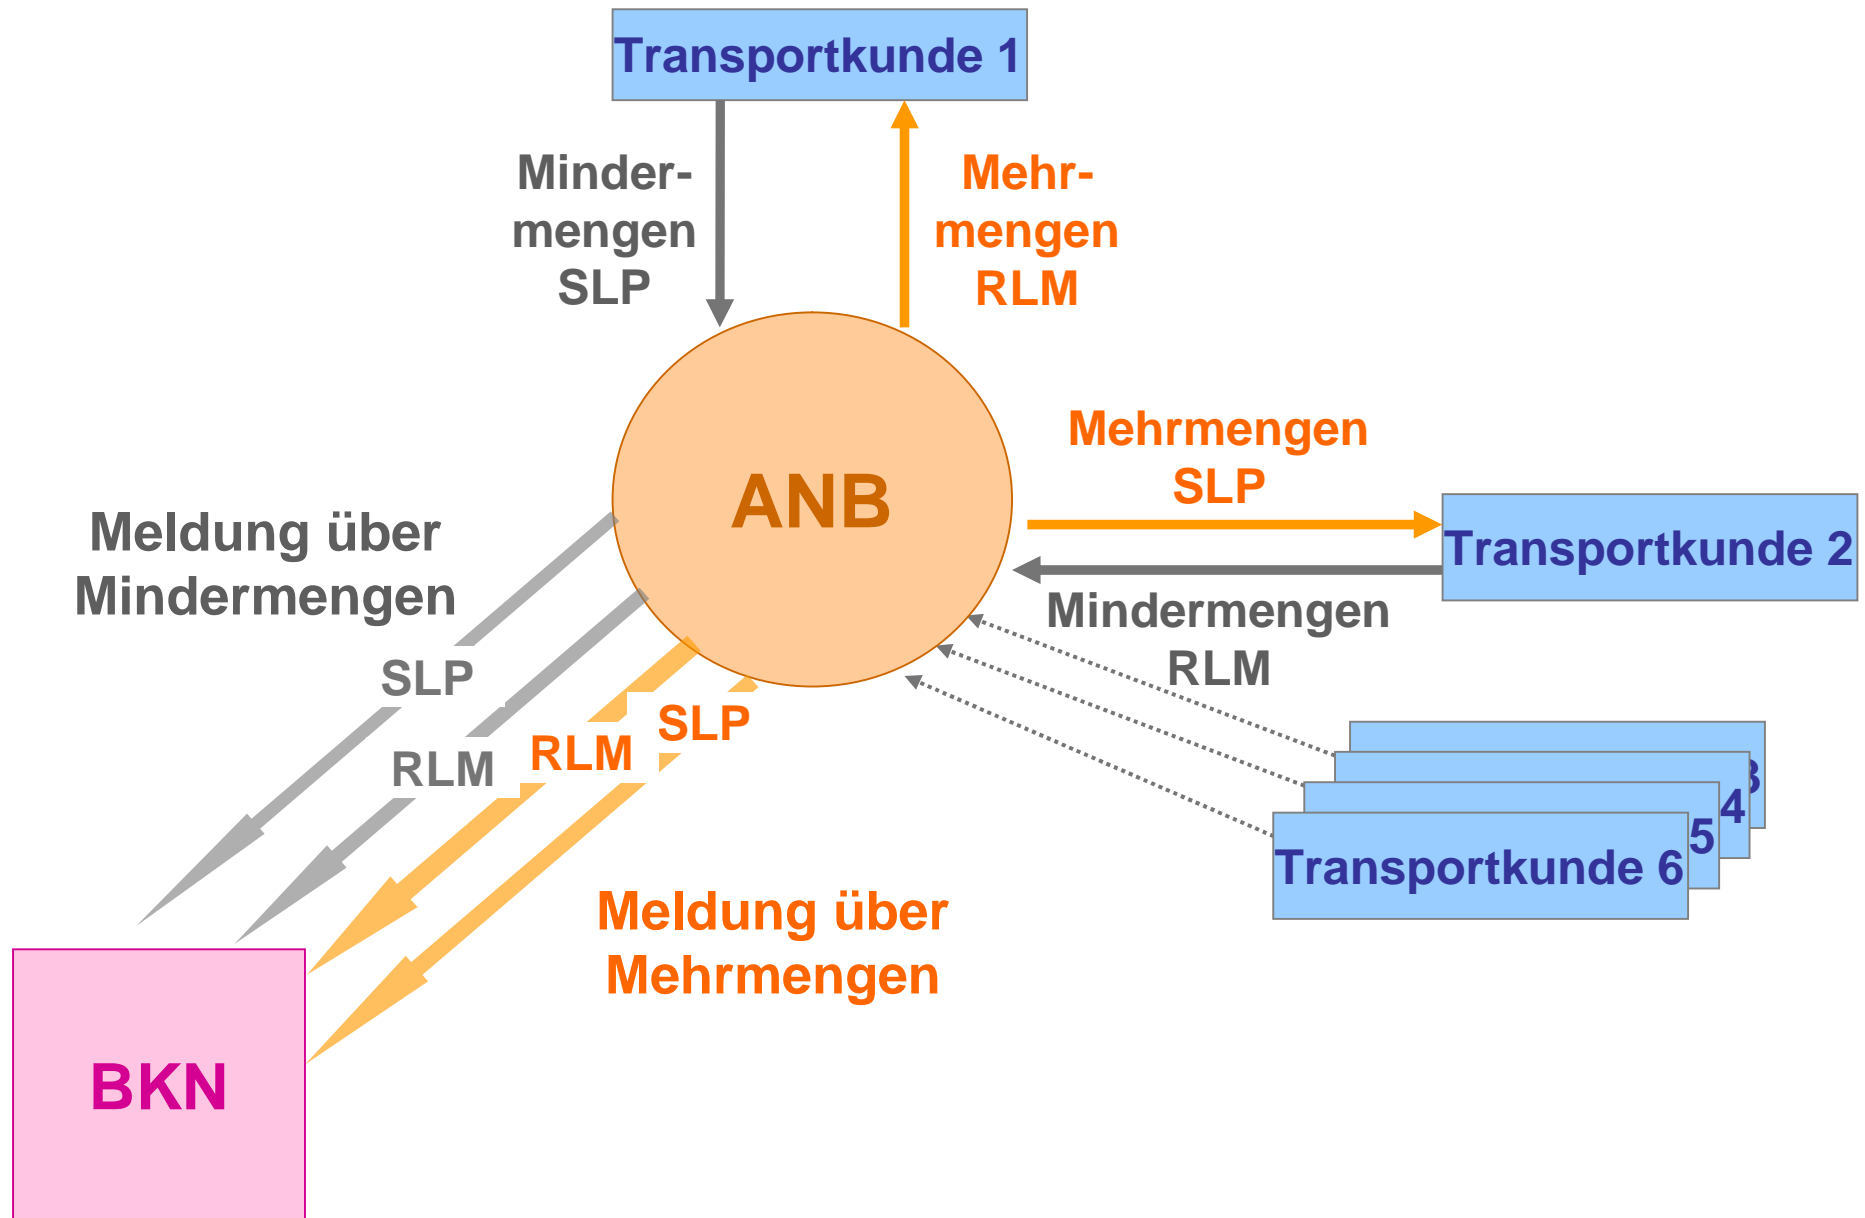 Transportkunde 1
Minder-
mengen
SLP
Mehr-
mengen
RLM
Mehrmengen
SLP
ANB
Transportkunde 2
Meldung über
Mindermengen
Mindermengen
RLM
SLP
RLM
RLM
SLP
3
4
5
Transportkunde 6
Meldung über
Mehrmengen
BKN